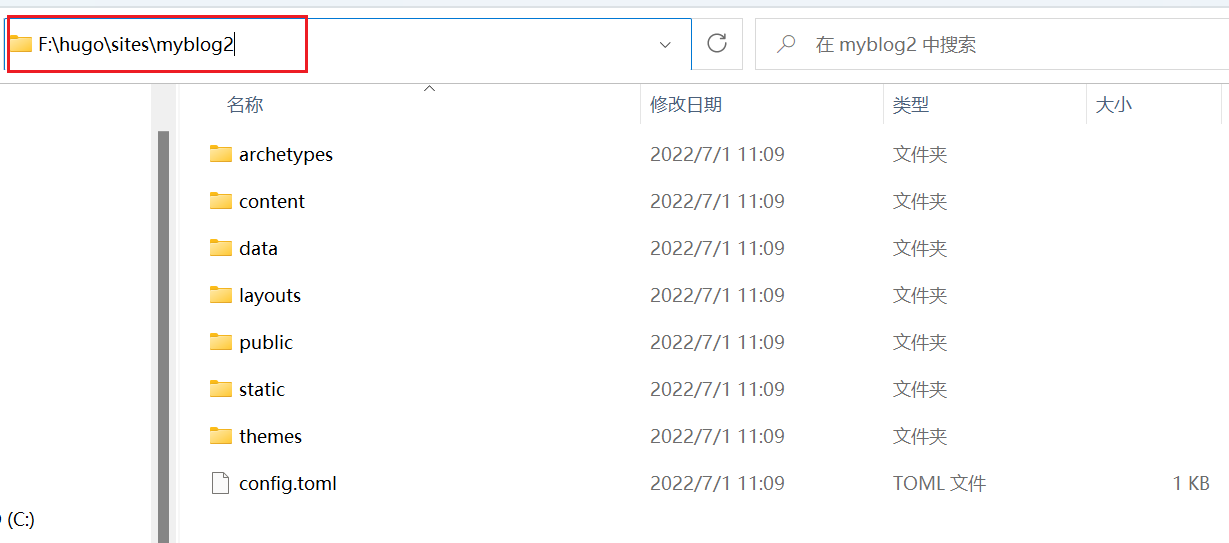 F:\hugo\sites\myblog2 在 myblog2 中搜索
名称 修改日期 类型 大小
archetypes 2022/7/1 11:09 文件夹
content 2022/7/1 11:09 文件夹
data 2022/7/1 11:09 文件夹
layouts 2022/7/1 11:09 文件夹
public 2022/7/1 11:09 文件夹
static 2022/7/1 11:09 文件夹
themes 2022/7/1 11:09 文件夹
config.toml 2022/7/1 11:09 TOML 文件 1 KB
(C:)